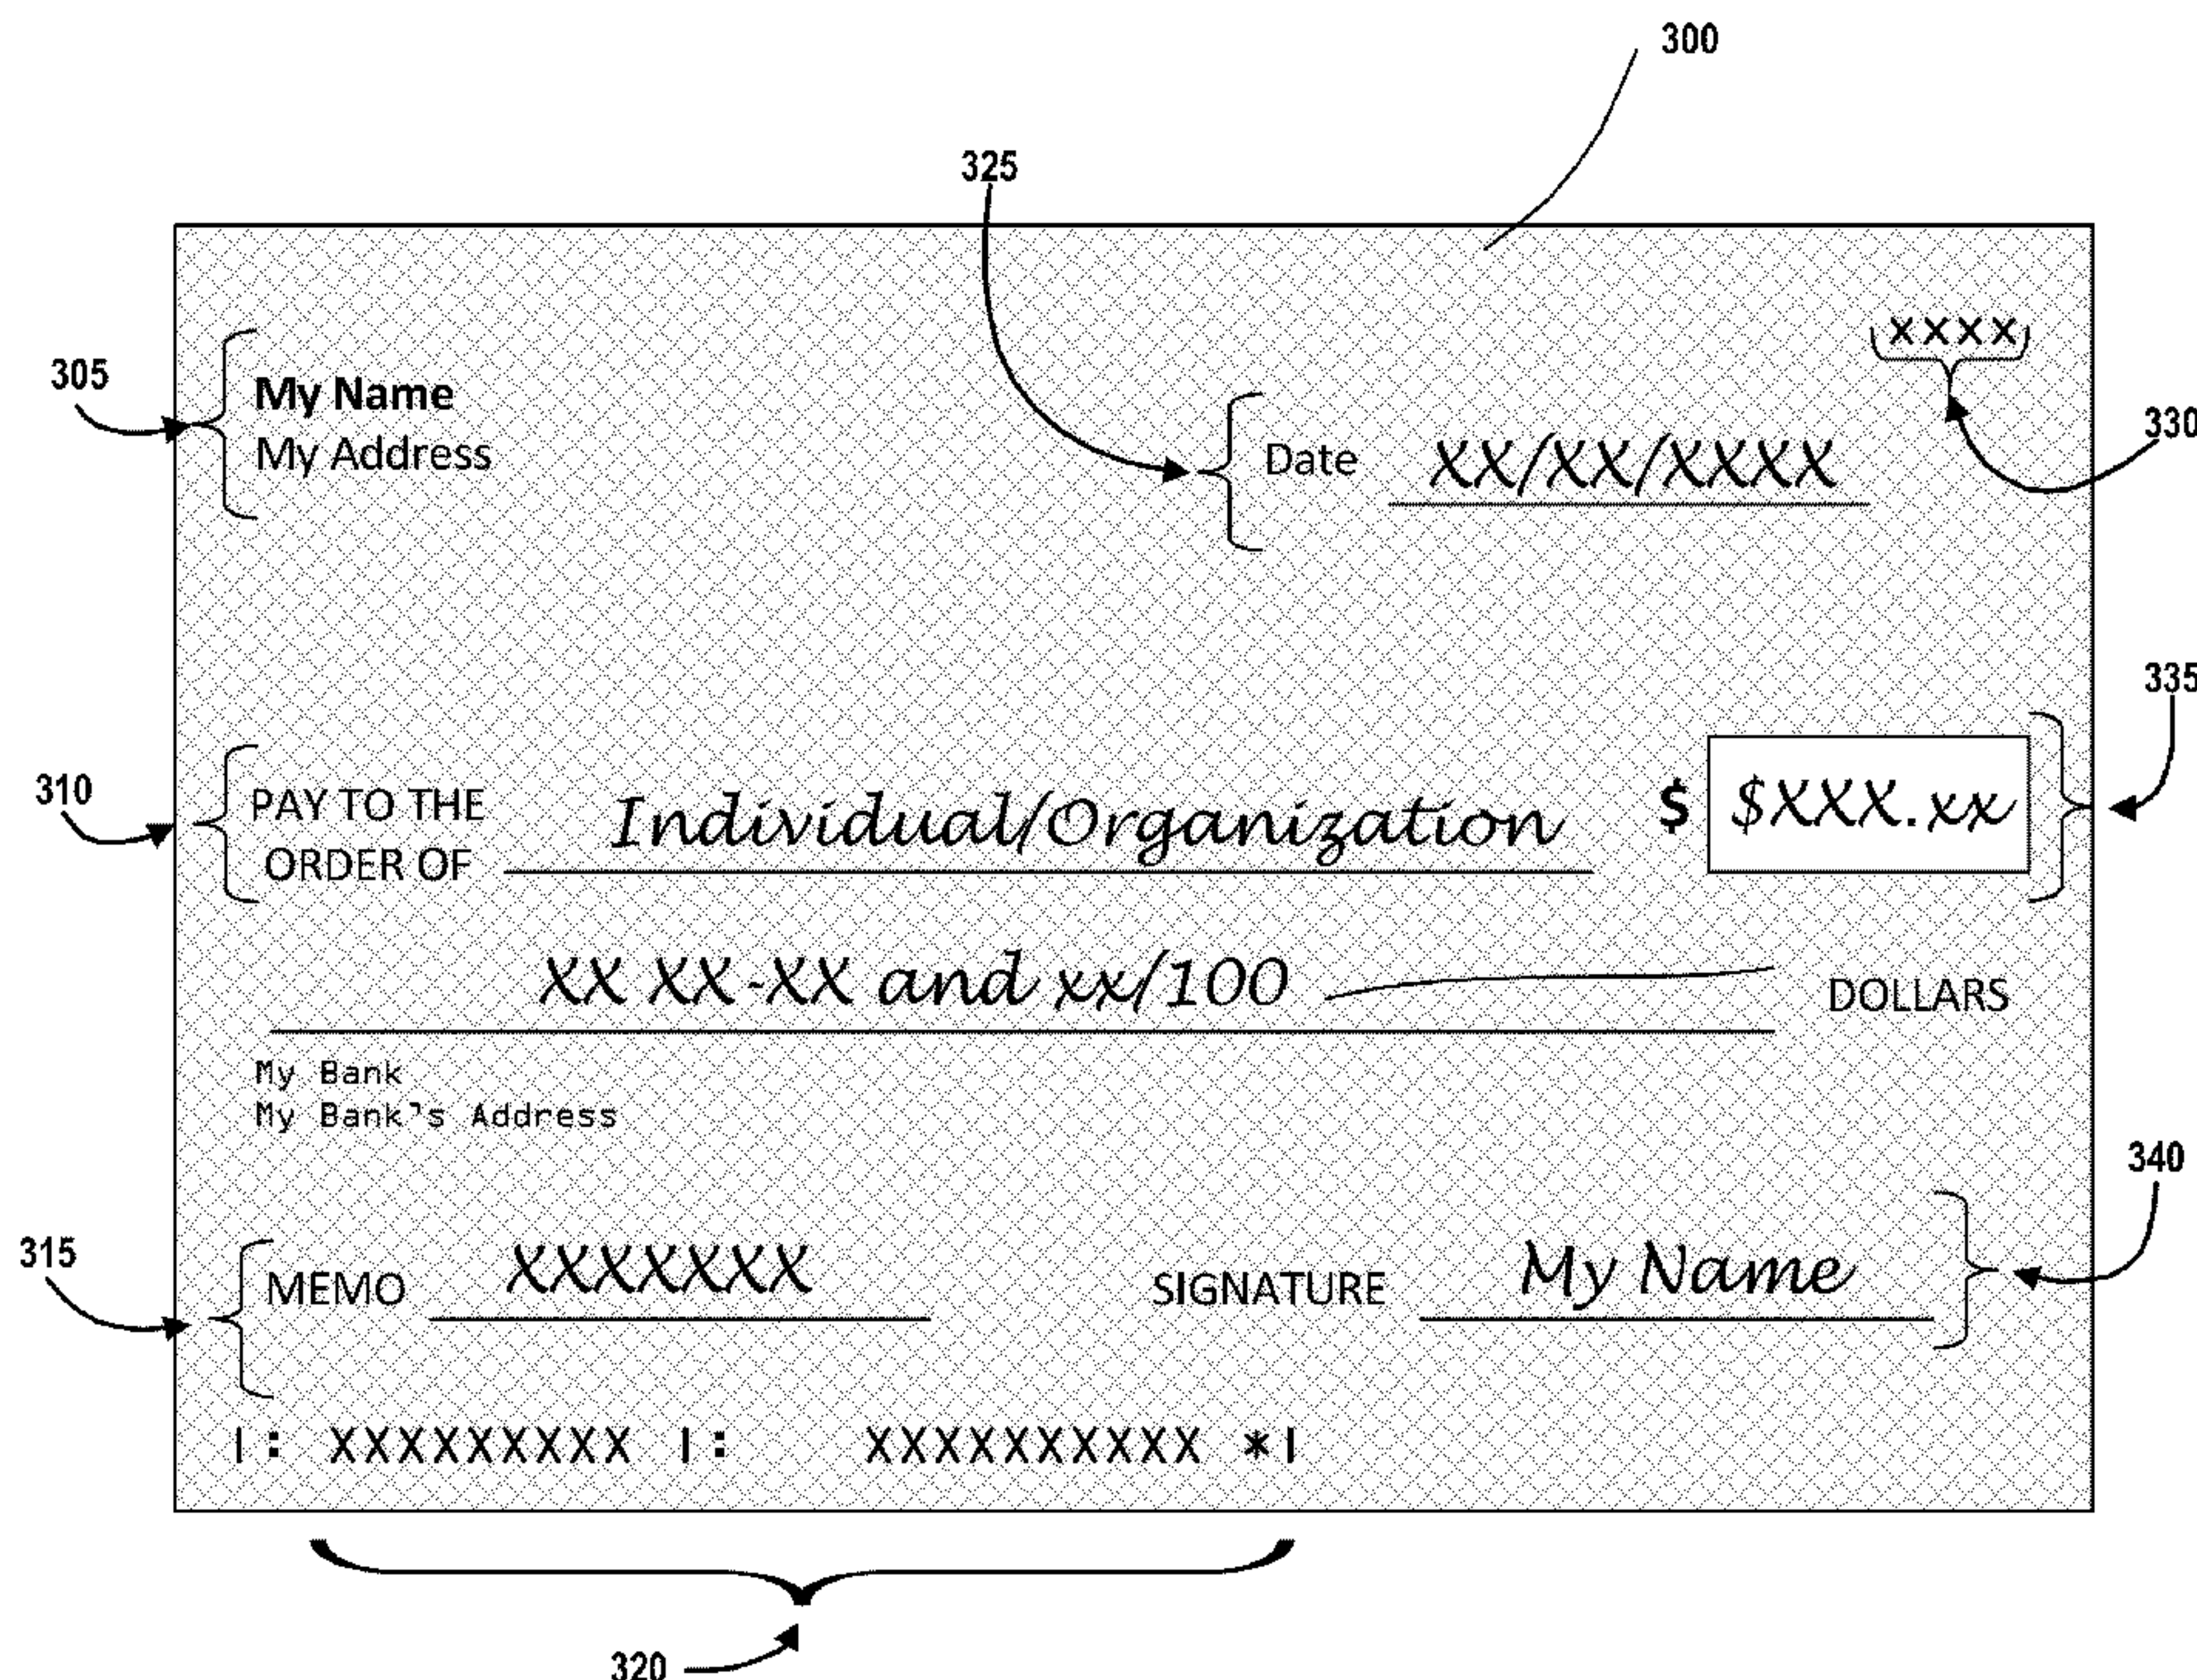 300
325
XXXX
305
My Name
My Address
Date XX/XX/XXXX
330
335
310
PAY TO THE
ORDER OF Individual/Organization $ $XXX.xx
XX XX-XX and xx/100 DOLLARS
My Bank
My Bank's Address
340
315
MEMO XXXXXXX SIGNATURE My Name
|: XXXXXXXXX |: XXXXXXXXXX *|
320